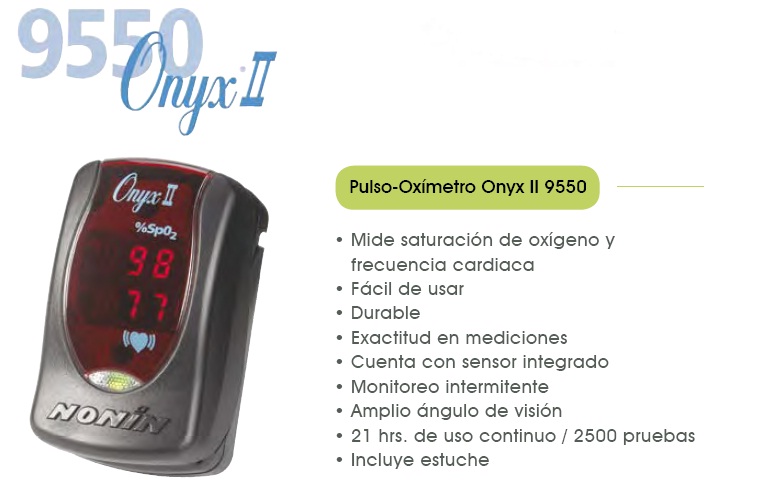 9550
Onyx II
Onyx II
%SpO2
98
77
NONIN
Pulso-Oxímetro Onyx II 9550
• Mide saturación de oxígeno y
frecuencia cardiaca
• Fácil de usar
• Durable
• Exactitud en mediciones
• Cuenta con sensor integrado
• Monitoreo intermitente
• Amplio ángulo de visión
• 21 hrs. de uso continuo / 2500 pruebas
• Incluye estuche